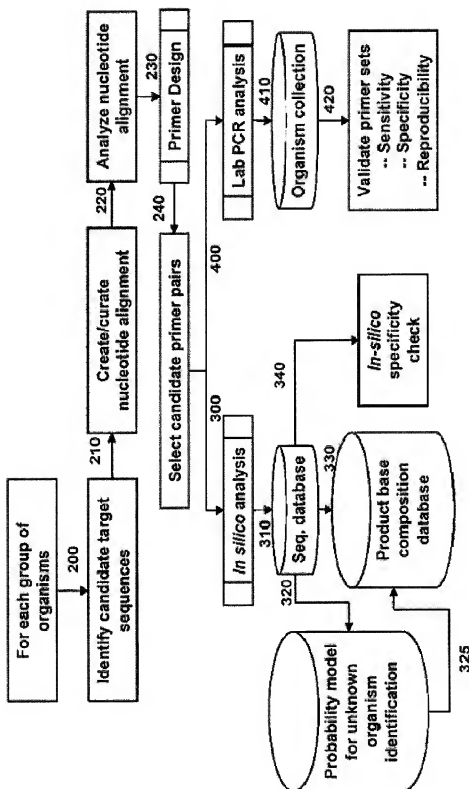 For each group of
organisms
200
Identify candidate target
sequences
210
Create/curate
nucleotide alignment
220
Analyze nucleotide
alignment
230
Primer Design
240
Select candidate primer pairs
300
400
In silico analysis
310
Seq. database
320
Probability model
for unknown
organism
identification
325
330
Product base
composition
database
340
In-silico
specificity
check
Lab PCR analysis
410
Organism collection
420
Validate primer sets
-- Sensitivity
-- Specificity
-- Reproducibility